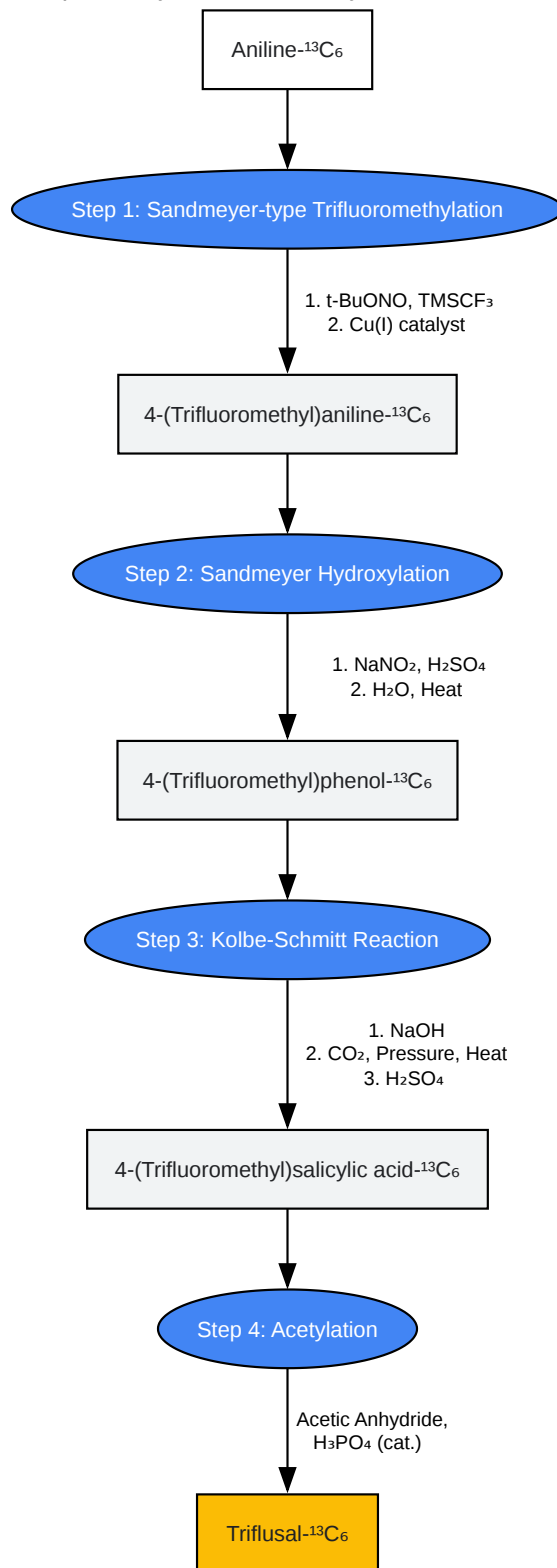 Aniline-¹³C₆
Step 1: Sandmeyer-type Trifluoromethylation
1. t-BuONO, TMSCF₃
2. Cu(I) catalyst
4-(Trifluoromethyl)aniline-¹³C₆
Step 2: Sandmeyer Hydroxylation
1. NaNO₂, H₂SO₄
2. H₂O, Heat
4-(Trifluoromethyl)phenol-¹³C₆
Step 3: Kolbe-Schmitt Reaction
1. NaOH
2. CO₂, Pressure, Heat
3. H₂SO₄
4-(Trifluoromethyl)salicylic acid-¹³C₆
Step 4: Acetylation
Acetic Anhydride,
H₃PO₄ (cat.)
Triflusal-¹³C₆